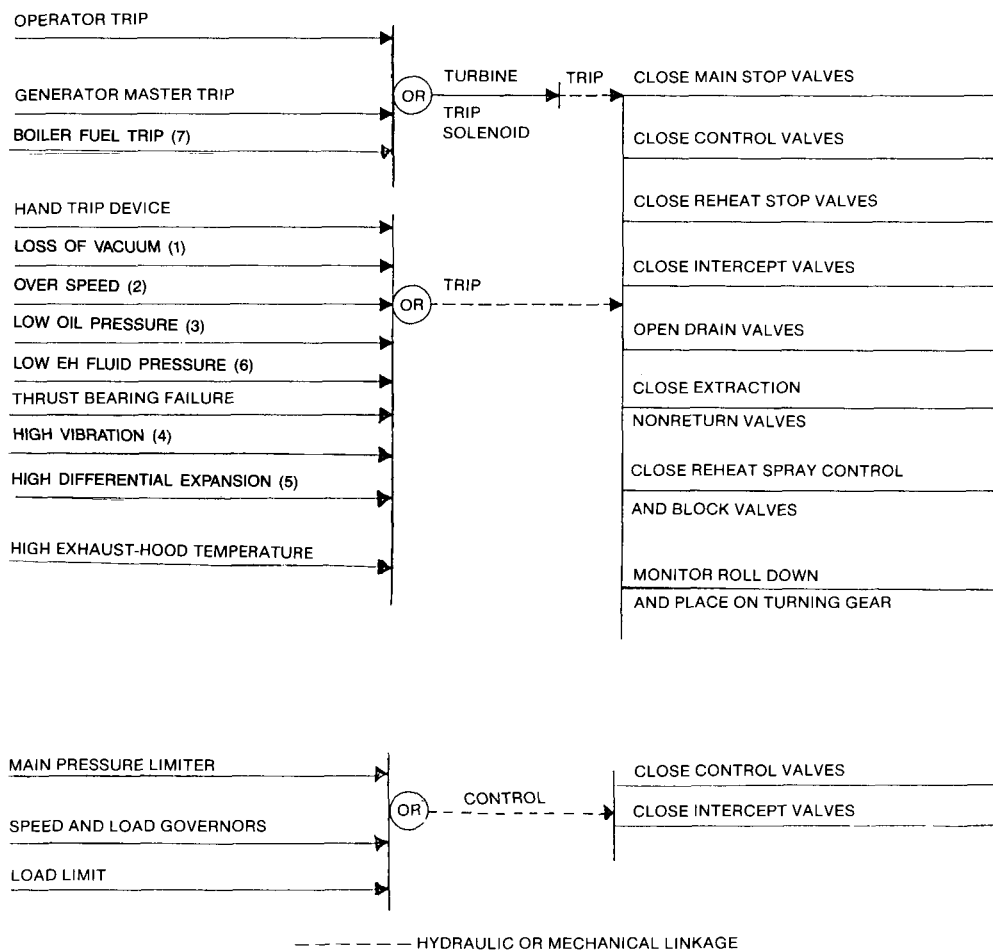 OPERATOR TRIP
GENERATOR MASTER TRIP
BOILER FUEL TRIP (7)
OR
TURBINE
TRIP
SOLENOID
TRIP
HAND TRIP DEVICE
LOSS OF VACUUM (1)
OVER SPEED (2)
LOW OIL PRESSURE (3)
LOW EH FLUID PRESSURE (6)
THRUST BEARING FAILURE
HIGH VIBRATION (4)
HIGH DIFFERENTIAL EXPANSION (5)
HIGH EXHAUST-HOOD TEMPERATURE
OR
TRIP
CLOSE MAIN STOP VALVES
CLOSE CONTROL VALVES
CLOSE REHEAT STOP VALVES
CLOSE INTERCEPT VALVES
OPEN DRAIN VALVES
CLOSE EXTRACTION
NONRETURN VALVES
CLOSE REHEAT SPRAY CONTROL
AND BLOCK VALVES
MONITOR ROLL DOWN
AND PLACE ON TURNING GEAR
MAIN PRESSURE LIMITER
SPEED AND LOAD GOVERNORS
LOAD LIMIT
OR
CONTROL
CLOSE CONTROL VALVES
CLOSE INTERCEPT VALVES
HYDRAULIC OR MECHANICAL LINKAGE